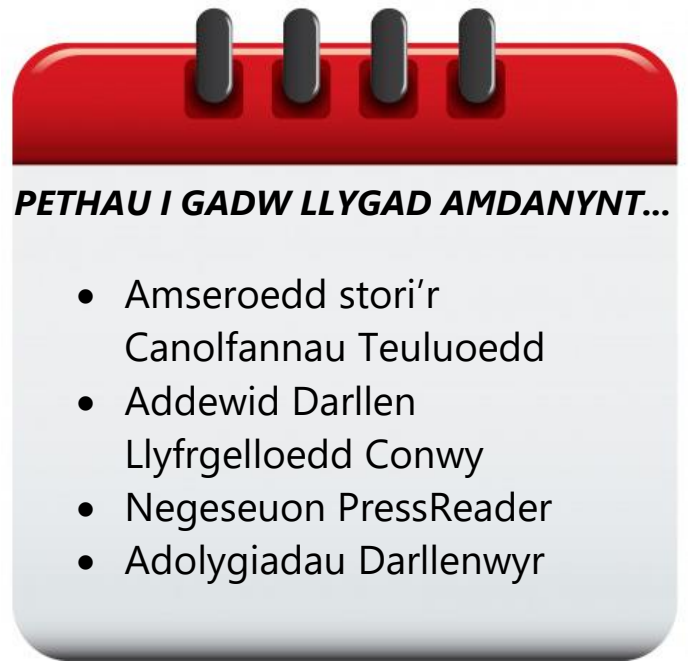 PETHAU I GADW LLYGAD AMDANYNT...
• Amseroedd stori’r
Canolfannau Teuluoedd
• Addewid Darllen
Llyfrgelloedd Conwy
• Negeseuon PressReader
• Adolygiadau Darllenwyr